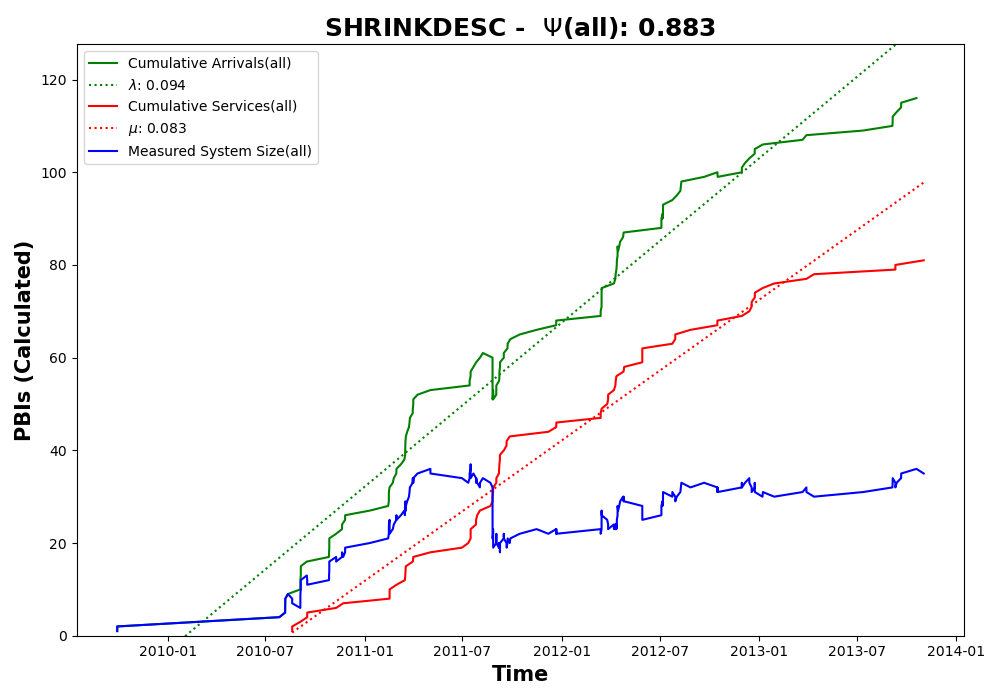 SHRINKDESC - Ψ(all): 0.883
Cumulative Arrivals(all)
λ: 0.094
Cumulative Services(all)
μ: 0.083
Measured System Size(all)
PBIs (Calculated)
120
100
80
60
40
20
0
2010-01 2010-07 2011-01 2011-07 2012-01 2012-07 2013-01 2013-07 2014-01
Time